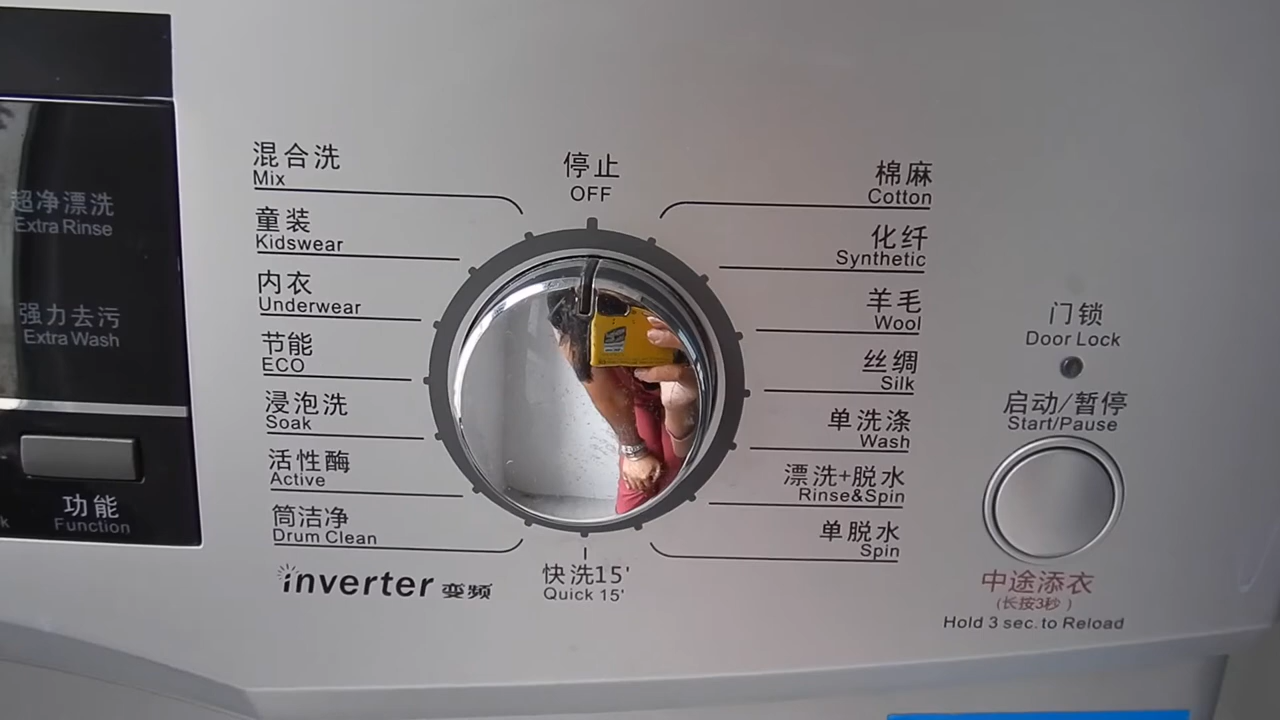 超净漂洗
Extra Rinse
强力去污
Extra Wash
功能
Function
混合洗
Mix
童装
Kidswear
内衣
Underwear
节能
ECO
浸泡洗
Soak
活性酶
Active
筒洁净
Drum Clean
inverter 变频
停止
OFF
快洗15'
Quick 15'
棉麻
Cotton
化纤
Synthetic
羊毛
Wool
丝绸
Silk
单洗涤
Wash
漂洗+脱水
Rinse&Spin
单脱水
Spin
门锁
Door Lock
启动/暂停
Start/Pause
中途添衣
(长按3秒)
Hold 3 sec. to Reload